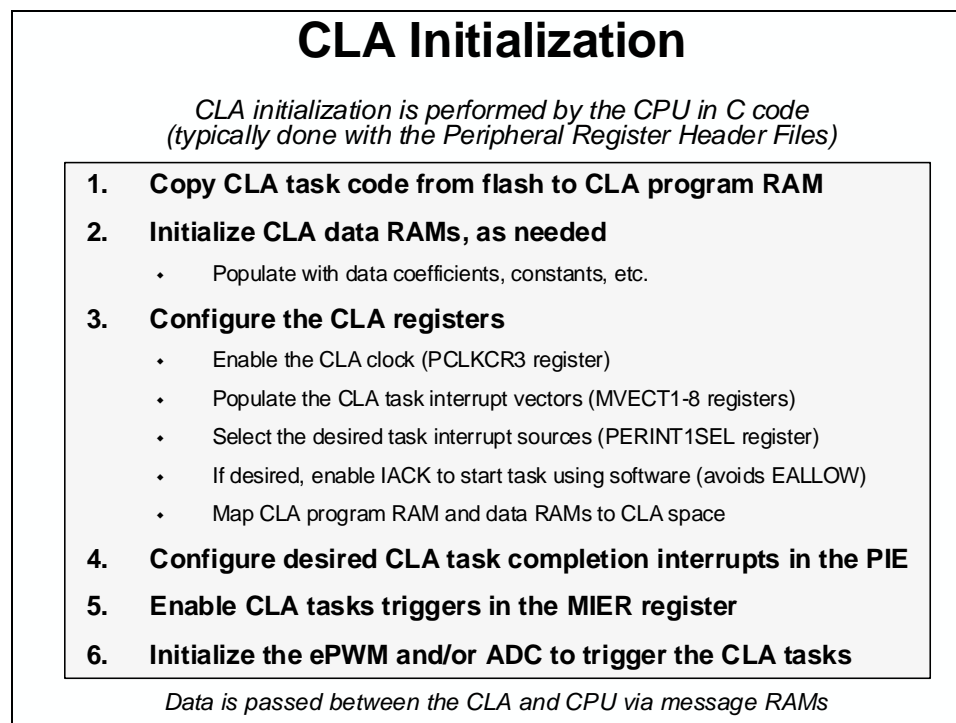 CLA Initialization
CLA initialization is performed by the CPU in C code
(typically done with the Peripheral Register Header Files)
1. Copy CLA task code from flash to CLA program RAM
2. Initialize CLA data RAMs, as needed
• Populate with data coefficients, constants, etc.
3. Configure the CLA registers
• Enable the CLA clock (PCLKCR3 register)
• Populate the CLA task interrupt vectors (MVECT1-8 registers)
• Select the desired task interrupt sources (PERINT1SEL register)
• If desired, enable IACK to start task using software (avoids EALLOW)
• Map CLA program RAM and data RAMs to CLA space
4. Configure desired CLA task completion interrupts in the PIE
5. Enable CLA tasks triggers in the MIER register
6. Initialize the ePWM and/or ADC to trigger the CLA tasks
Data is passed between the CLA and CPU via message RAMs